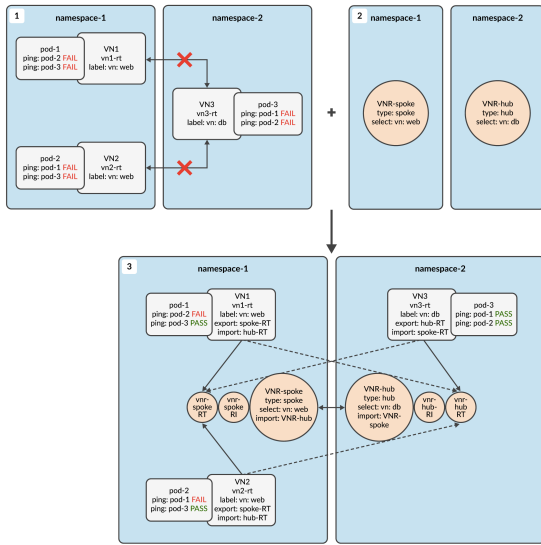 1
namespace-1
namespace-2
pod-1
ping: pod-2 FAIL
ping: pod-3 FAIL
VN1
vn1-rt
label: vn: web
VN3
vn3-rt
label: vn: db
pod-3
ping: pod-1 FAIL
ping: pod-2 FAIL
pod-2
ping: pod-1 FAIL
ping: pod-3 FAIL
VN2
vn2-rt
label: vn: web
+
2
namespace-1
namespace-2
VNR-spoke
type: spoke
select: vn: web
VNR-hub
type: hub
select: vn: db
3
namespace-1
namespace-2
pod-1
ping: pod-2 FAIL
ping: pod-3 PASS
VN1
vn1-rt
label: vn: web
export: spoke-RT
import: hub-RT
VN3
vn3-rt
label: vn: db
export: hub-RT
import: spoke-RT
pod-3
ping: pod-1 PASS
ping: pod-2 PASS
vnr-
spoke
RT
vnr-
spoke
RI
VNR-spoke
type: spoke
select: vn: web
import: VNR-hub
VNR-hub
type: hub
select: vn: db
import: VNR-
spoke
vnr-
hub-
RI
vnr-
hub
RT
pod-2
ping: pod-1 FAIL
ping: pod-3 PASS
VN2
vn2-rt
label: vn: web
export: spoke-RT
import: hub-RT